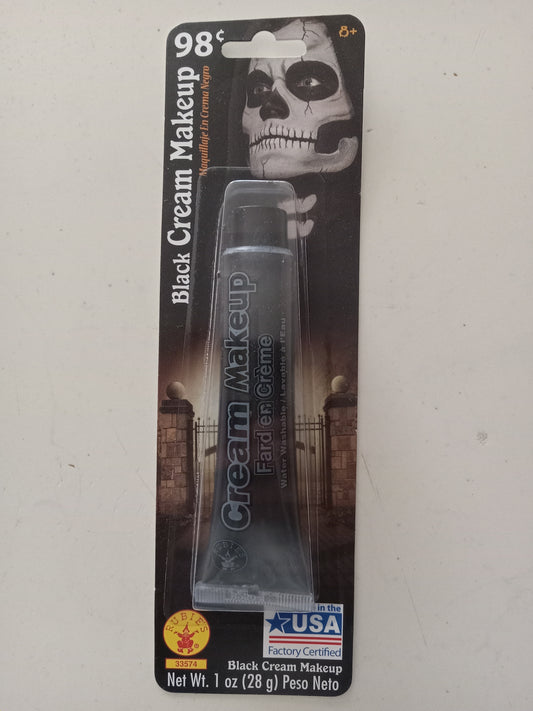 98¢
8+
Black Cream Makeup
Maquillaje En Crema Negro
Cream Makeup
Fard en Crème
Water Washable / Lavable à l'Eau
RUBIE'S
RUBIE'S
33574
in the
USA
Factory Certified
Black Cream Makeup
Net Wt. 1 oz (28 g) Peso Neto